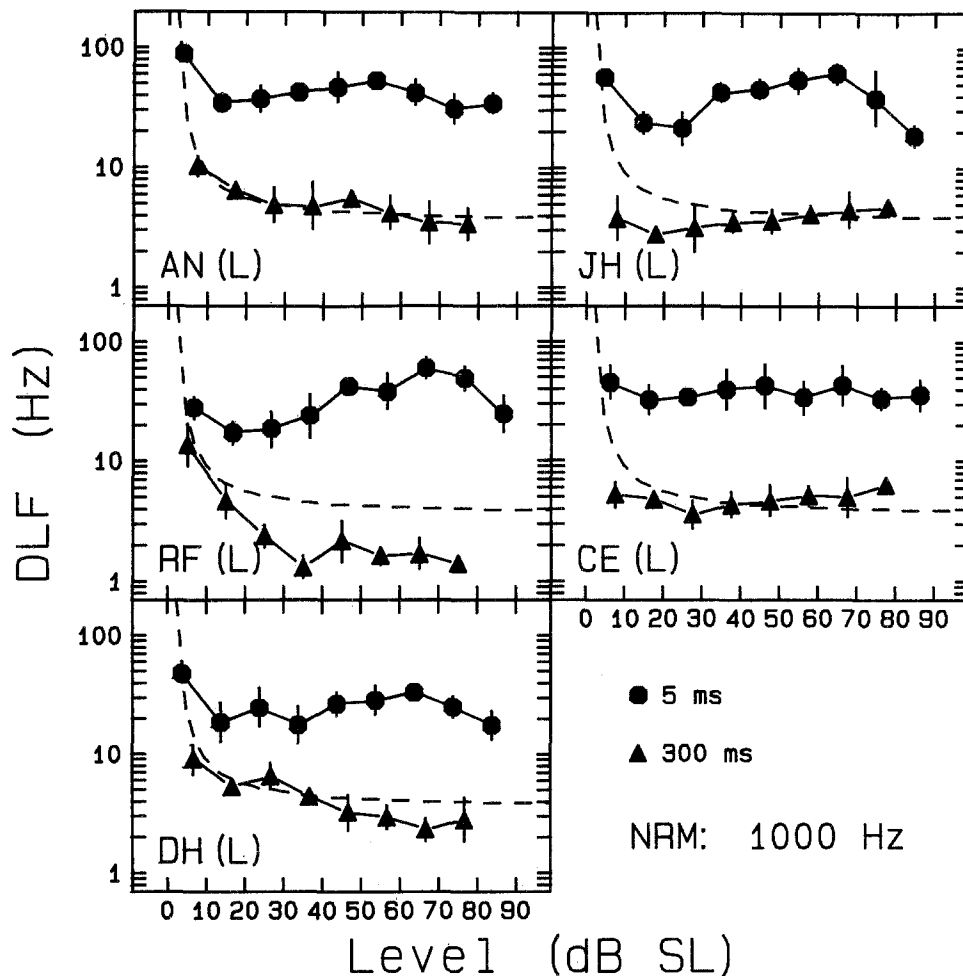 100
10
1
AN (L)
JH (L)
100
10
1
RF (L)
CE (L)
0 10 20 30 40 50 60 70 80 90
100
10
1
DH (L)
5 ms
300 ms
NRM: 1000 Hz
0 10 20 30 40 50 60 70 80 90
DLF (Hz)
Level (dB SL)